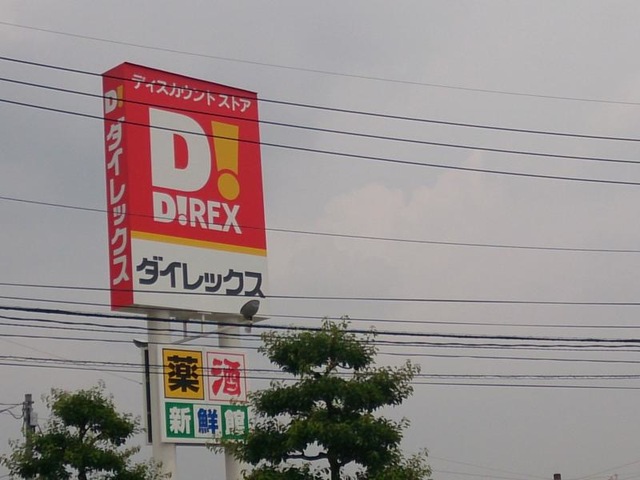 ディスカウントストア
D!
D!REX
ダイレックス
D!ダイレックス
薬 酒
新鮮館